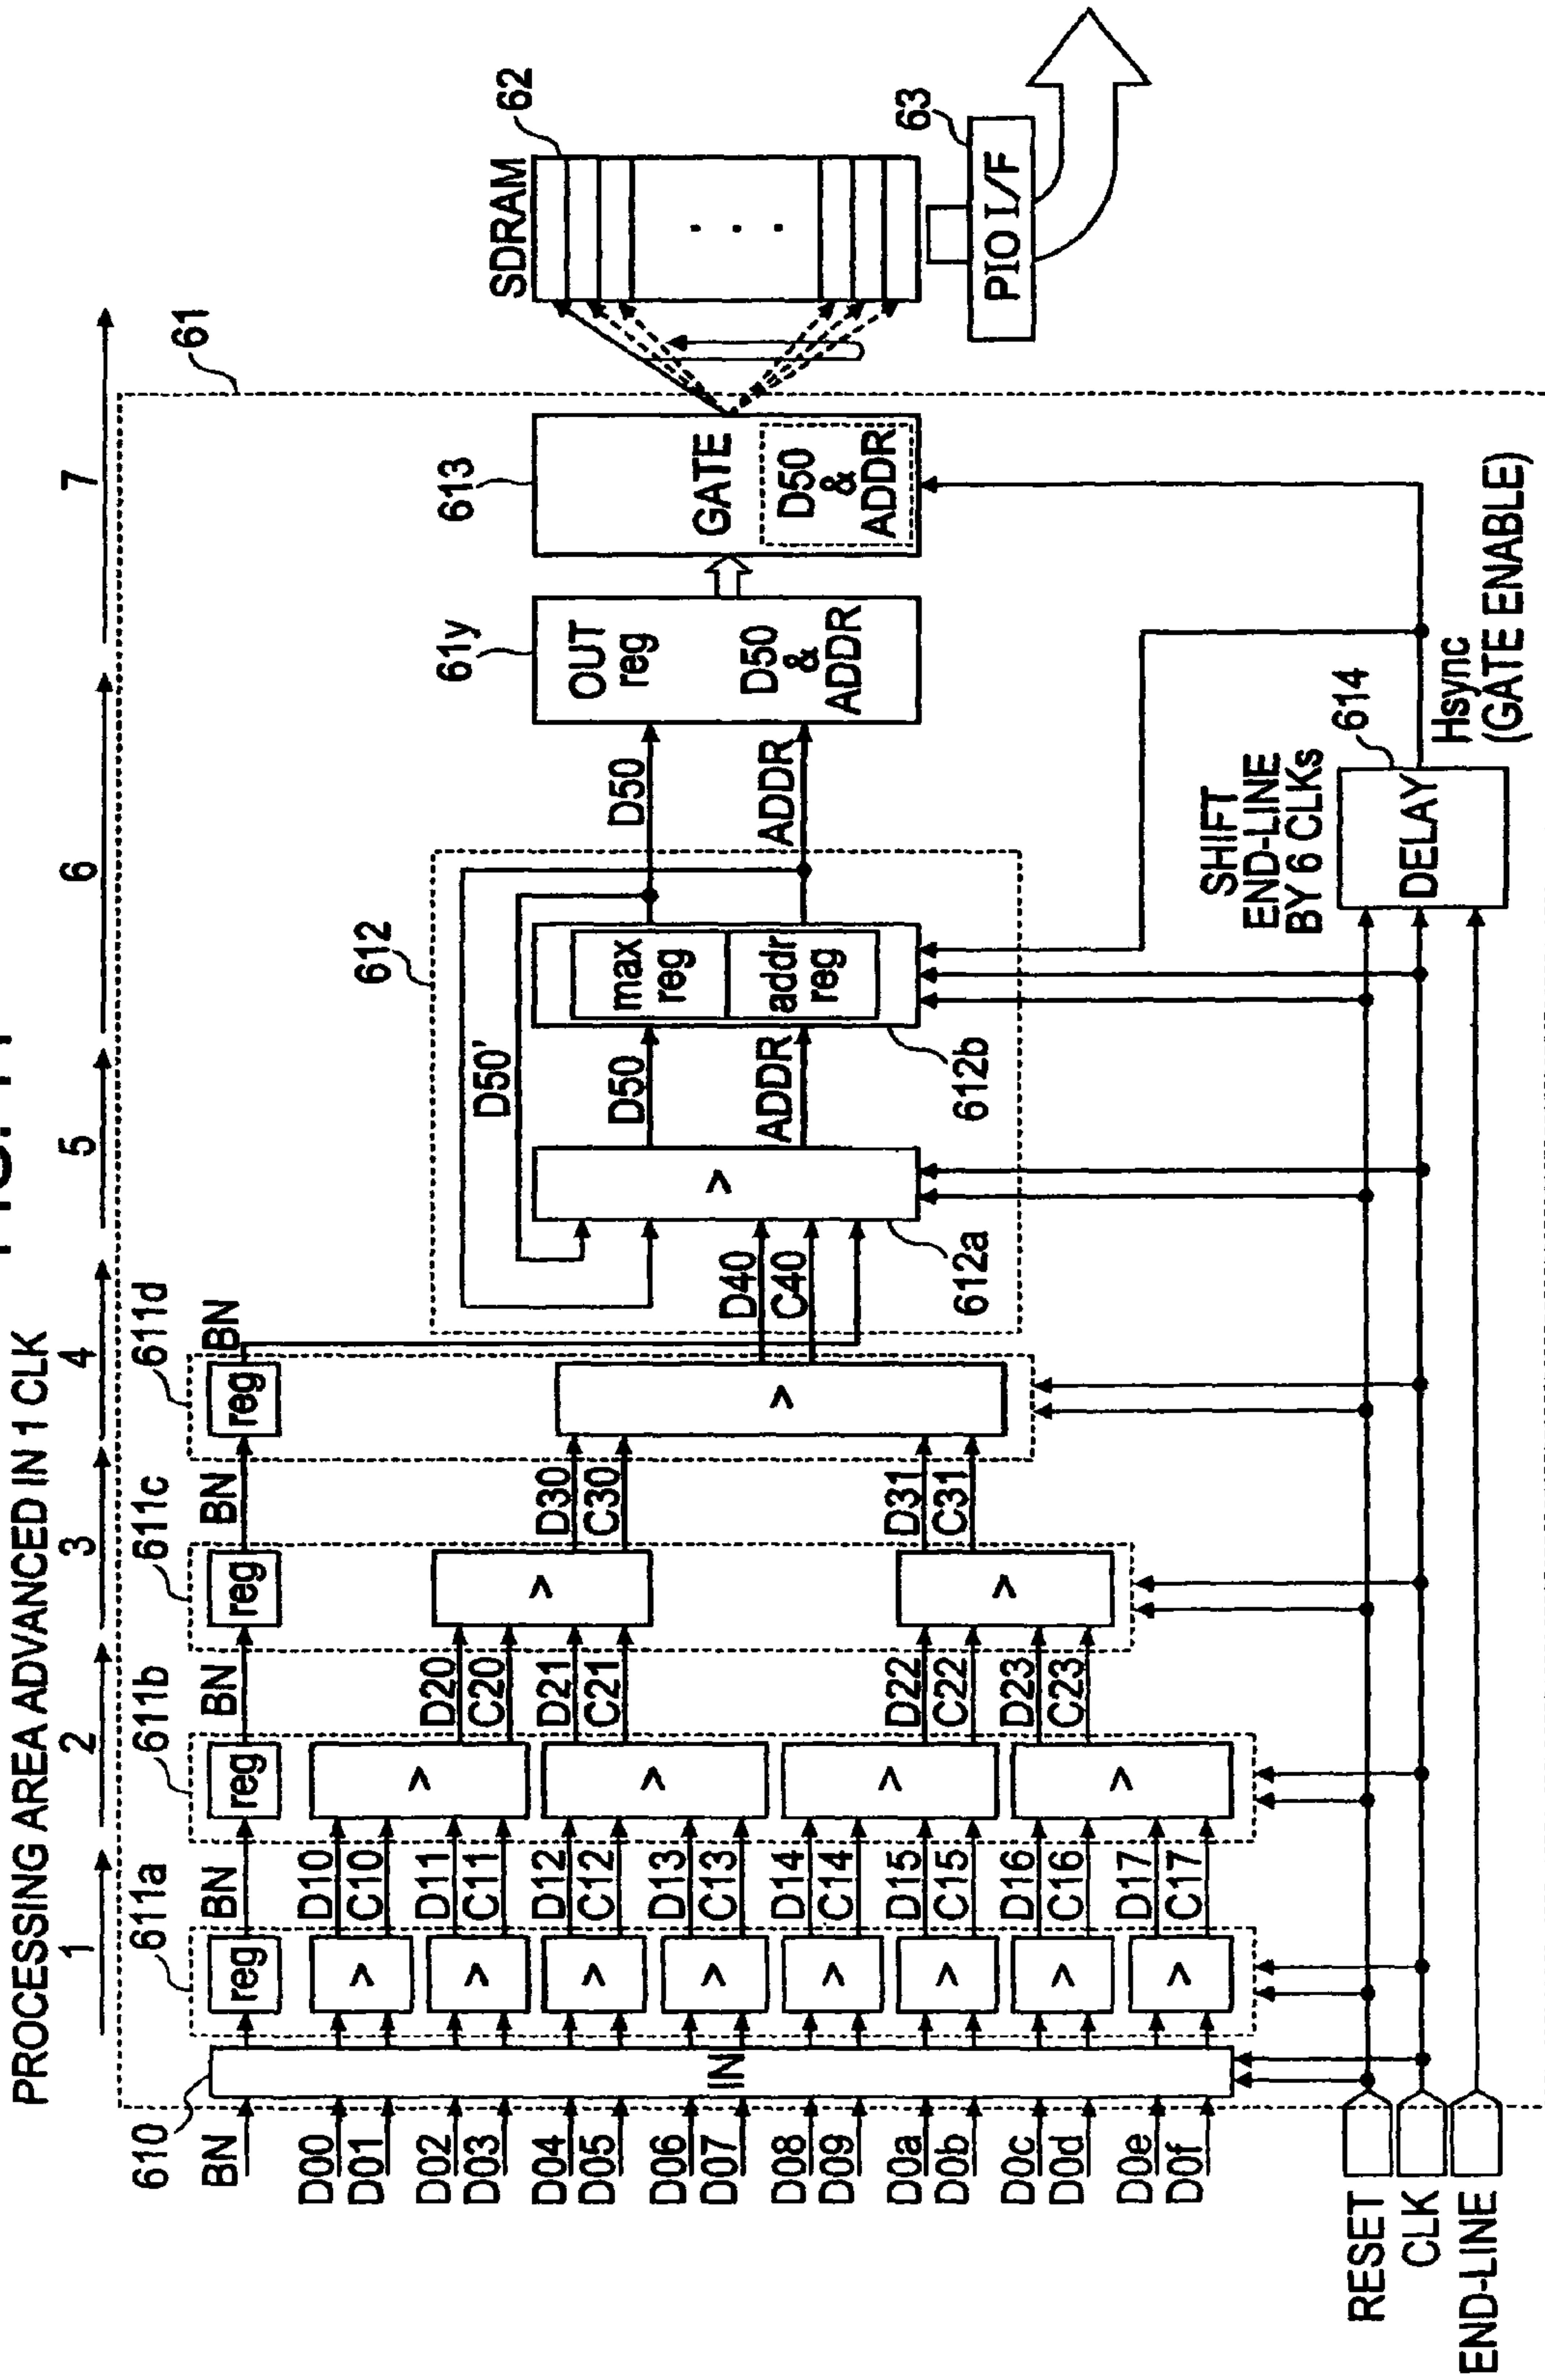 PROCESSING AREA ADVANCED IN 1 CLK
1 2 3 4 5 6 7
611a
611b
611c
611d
61
610
BN
D00
D01
D02
D03
D04
D05
D06
D07
D08
D09
D0a
D0b
D0c
D0d
D0e
D0f
IN
reg
>
>
>
>
>
>
>
>
BN
D10
C10
D11
C11
D12
C12
D13
C13
D14
C14
D15
C15
D16
C16
D17
C17
reg
>
>
>
>
BN
D20
C20
D21
C21
D22
C22
D23
C23
reg
>
>
BN
D30
C30
D31
C31
reg
>
BN
D40
C40
612
D50'
>
612a
D50
ADDR
max
reg
addr
reg
612b
D50
ADDR
61y
OUT
reg
D50
&
ADDR
613
GATE
D50
&
ADDR
SDRAM
62
. . .
63
PIO I/F
SHIFT
END-LINE
BY 6 CLKs
614
DELAY
Hsync
(GATE ENABLE)
RESET
CLK
END-LINE